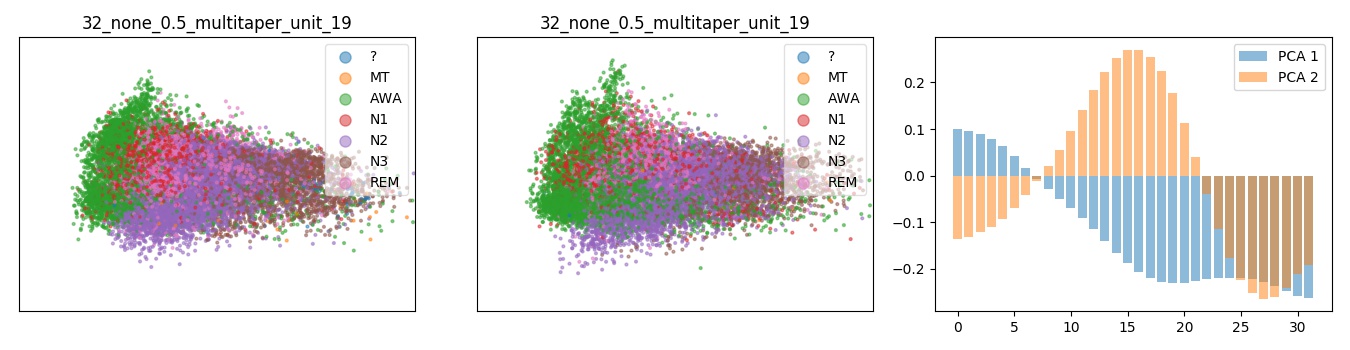 32_none_0.5_multitaper_unit_19
?
MT
AWA
N1
N2
N3
REM
32_none_0.5_multitaper_unit_19
?
MT
AWA
N1
N2
N3
REM
PCA 1
PCA 2
0.2
0.1
0.0
−0.1
−0.2
0 5 10 15 20 25 30